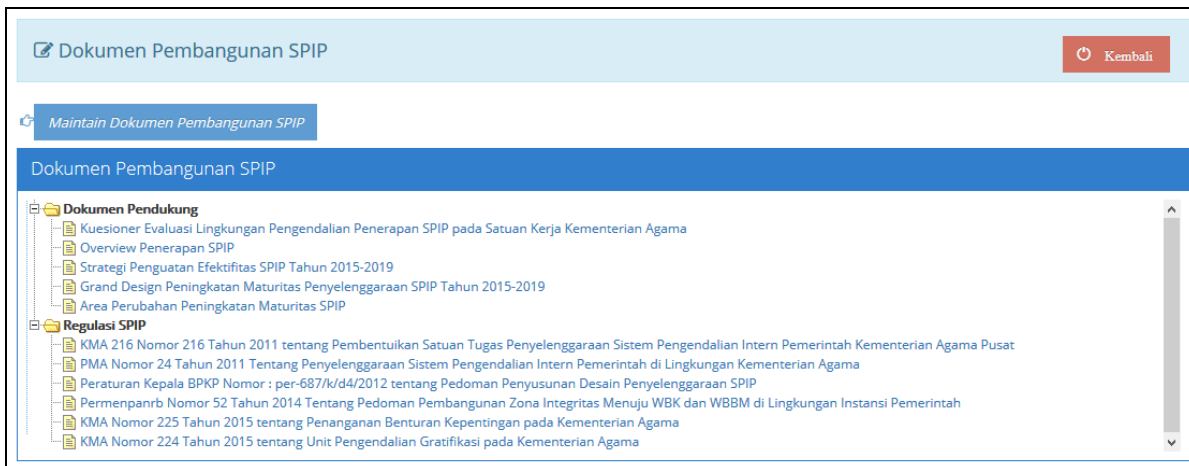 Dokumen Pembangunan SPIP
Kembali
Maintain Dokumen Pembangunan SPIP
Dokumen Pembangunan SPIP
Dokumen Pendukung
Kuesioner Evaluasi Lingkungan Pengendalian Penerapan SPIP pada Satuan Kerja Kementerian Agama
Overview Penerapan SPIP
Strategi Penguatan Efektifitas SPIP Tahun 2015-2019
Grand Design Peningkatan Maturitas Penyelenggaraan SPIP Tahun 2015-2019
Area Perubahan Peningkatan Maturitas SPIP
Regulasi SPIP
KMA 216 Nomor 216 Tahun 2011 tentang Pembentuikan Satuan Tugas Penyelenggaraan Sistem Pengendalian Intern Pemerintah Kementerian Agama Pusat
PMA Nomor 24 Tahun 2011 Tentang Penyelenggaraan Sistem Pengendalian Intern Pemerintah di Lingkungan Kementerian Agama
Peraturan Kepala BPKP Nomor : per-687/k/d4/2012 tentang Pedoman Penyusunan Desain Penyelenggaraan SPIP
Permenpanrb Nomor 52 Tahun 2014 Tentang Pedoman Pembangunan Zona Integritas Menuju WBK dan WBBM di Lingkungan Instansi Pemerintah
KMA Nomor 225 Tahun 2015 tentang Penanganan Benturan Kepentingan pada Kementerian Agama
KMA Nomor 224 Tahun 2015 tentang Unit Pengendalian Gratifikasi pada Kementerian Agama